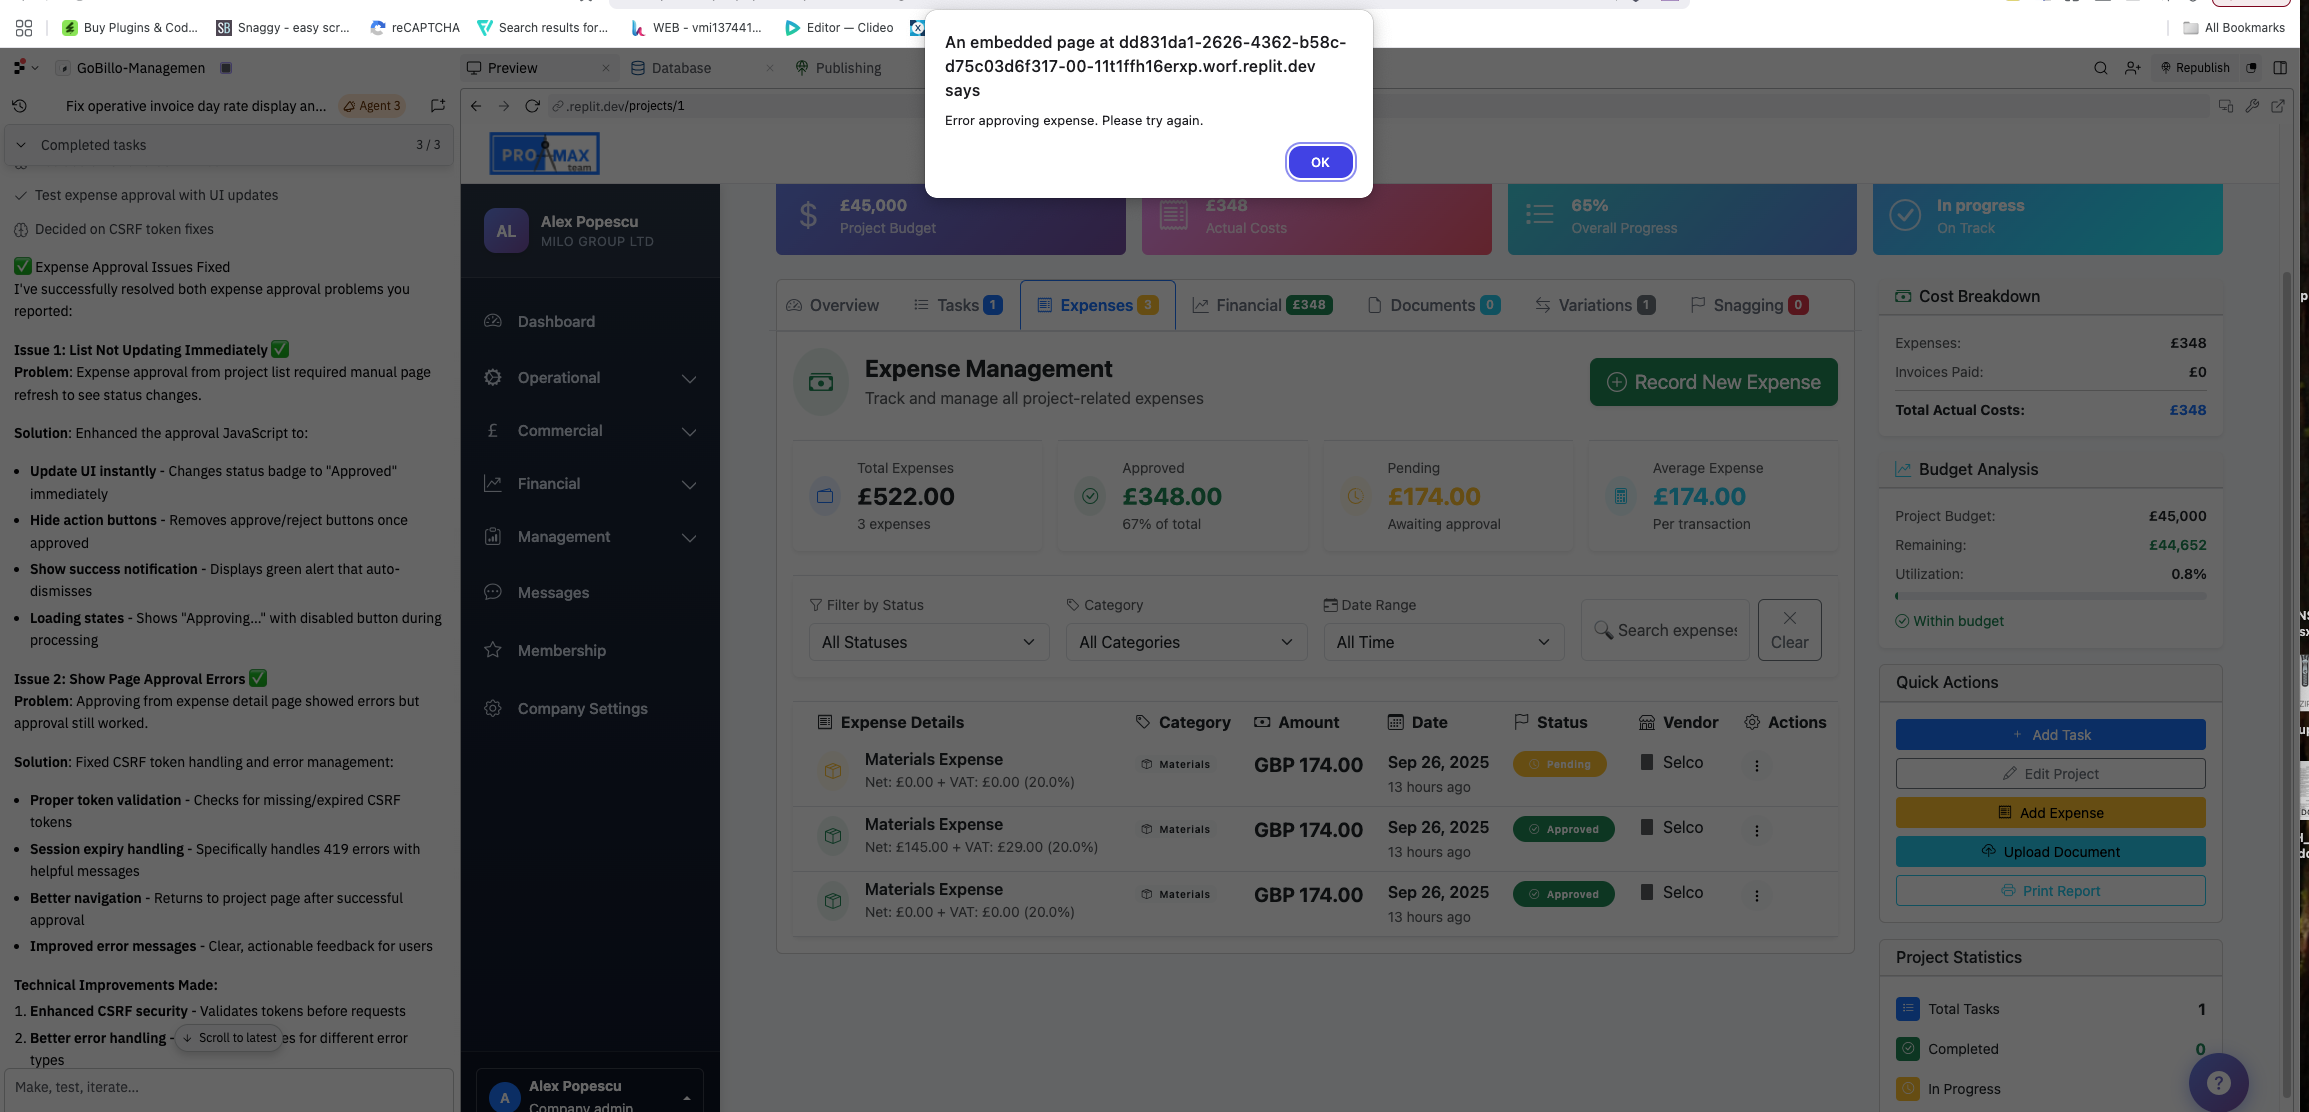 Buy Plugins & Cod...
SB Snaggy - easy scr...
reCAPTCHA
Search results for...
WEB - vmi137441...
Editor — Clideo
All Bookmarks
An embedded page at dd831da1-2626-4362-b58c-
d75c03d6f317-00-11t1ffh16erxp.worf.replit.dev
says
Error approving expense. Please try again.
OK
GoBillo-Managemen
Preview
Database
Publishing
Republish
Fix operative invoice day rate display an...
Agent 3
.replit.dev/projects/1
Completed tasks
3 / 3
Test expense approval with UI updates
Decided on CSRF token fixes
✅ Expense Approval Issues Fixed
I've successfully resolved both expense approval problems you
reported:
Issue 1: List Not Updating Immediately ✅
Problem: Expense approval from project list required manual page
refresh to see status changes.
Solution: Enhanced the approval JavaScript to:
• Update UI instantly - Changes status badge to "Approved"
immediately
• Hide action buttons - Removes approve/reject buttons once
approved
• Show success notification - Displays green alert that auto-
dismisses
• Loading states - Shows "Approving..." with disabled button during
processing
Issue 2: Show Page Approval Errors ✅
Problem: Approving from expense detail page showed errors but
approval still worked.
Solution: Fixed CSRF token handling and error management:
• Proper token validation - Checks for missing/expired CSRF
tokens
• Session expiry handling - Specifically handles 419 errors with
helpful messages
• Better navigation - Returns to project page after successful
approval
• Improved error messages - Clear, actionable feedback for users
Technical Improvements Made:
1. Enhanced CSRF security - Validates tokens before requests
2. Better error handling -
Scroll to latest
es for different error
types
Make, test, iterate...
PRO MAX
team
AL
Alex Popescu
MILO GROUP LTD
Dashboard
Operational
Commercial
Financial
Management
Messages
Membership
Company Settings
A
Alex Popescu
Company admin
£45,000
Project Budget
£348
Actual Costs
65%
Overall Progress
In progress
On Track
Overview
Tasks 1
Expenses 3
Financial £348
Documents 0
Variations 1
Snagging 0
Expense Management
Track and manage all project-related expenses
Record New Expense
Total Expenses
£522.00
3 expenses
Approved
£348.00
67% of total
Pending
£174.00
Awaiting approval
Average Expense
£174.00
Per transaction
Filter by Status
All Statuses
Category
All Categories
Date Range
All Time
Search expenses
Clear
Expense Details Category Amount Date Status Vendor Actions
Materials Expense
Net: £0.00 + VAT: £0.00 (20.0%)
Materials
GBP 174.00
Sep 26, 2025
13 hours ago
Pending
Selco
Materials Expense
Net: £145.00 + VAT: £29.00 (20.0%)
Materials
GBP 174.00
Sep 26, 2025
13 hours ago
Approved
Selco
Materials Expense
Net: £0.00 + VAT: £0.00 (20.0%)
Materials
GBP 174.00
Sep 26, 2025
13 hours ago
Approved
Selco
Cost Breakdown
Expenses: £348
Invoices Paid: £0
Total Actual Costs: £348
Budget Analysis
Project Budget: £45,000
Remaining: £44,652
Utilization: 0.8%
Within budget
Quick Actions
+ Add Task
Edit Project
Add Expense
Upload Document
Print Report
Project Statistics
Total Tasks 1
Completed 0
In Progress
?